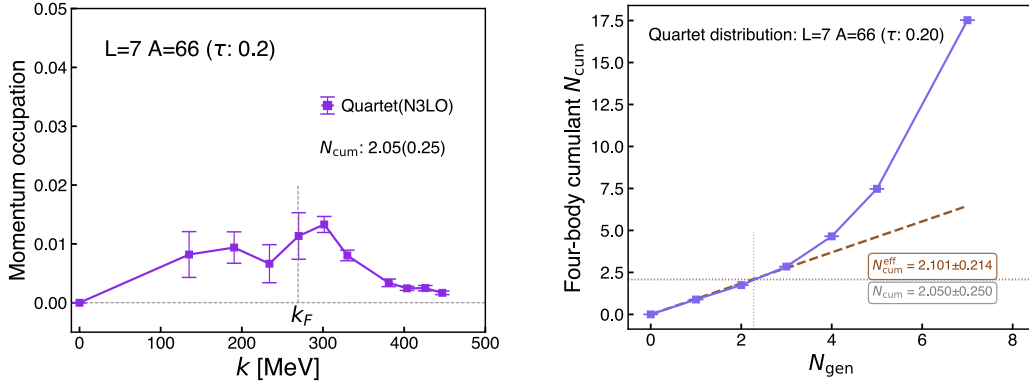 0.05
0.04
0.03
0.02
0.01
0.00
Momentum occupation
L=7 A=66 (τ: 0.2)
Quartet(N3LO)
N_cum: 2.05(0.25)
k_F
0 100 200 300 400 500
k [MeV]
17.5
15.0
12.5
10.0
7.5
5.0
2.5
0.0
Four-body cumulant N_cum
Quartet distribution: L=7 A=66 (τ: 0.20)
N_cum^eff = 2.101±0.214
N_cum = 2.050±0.250
0 2 4 6 8
N_gen